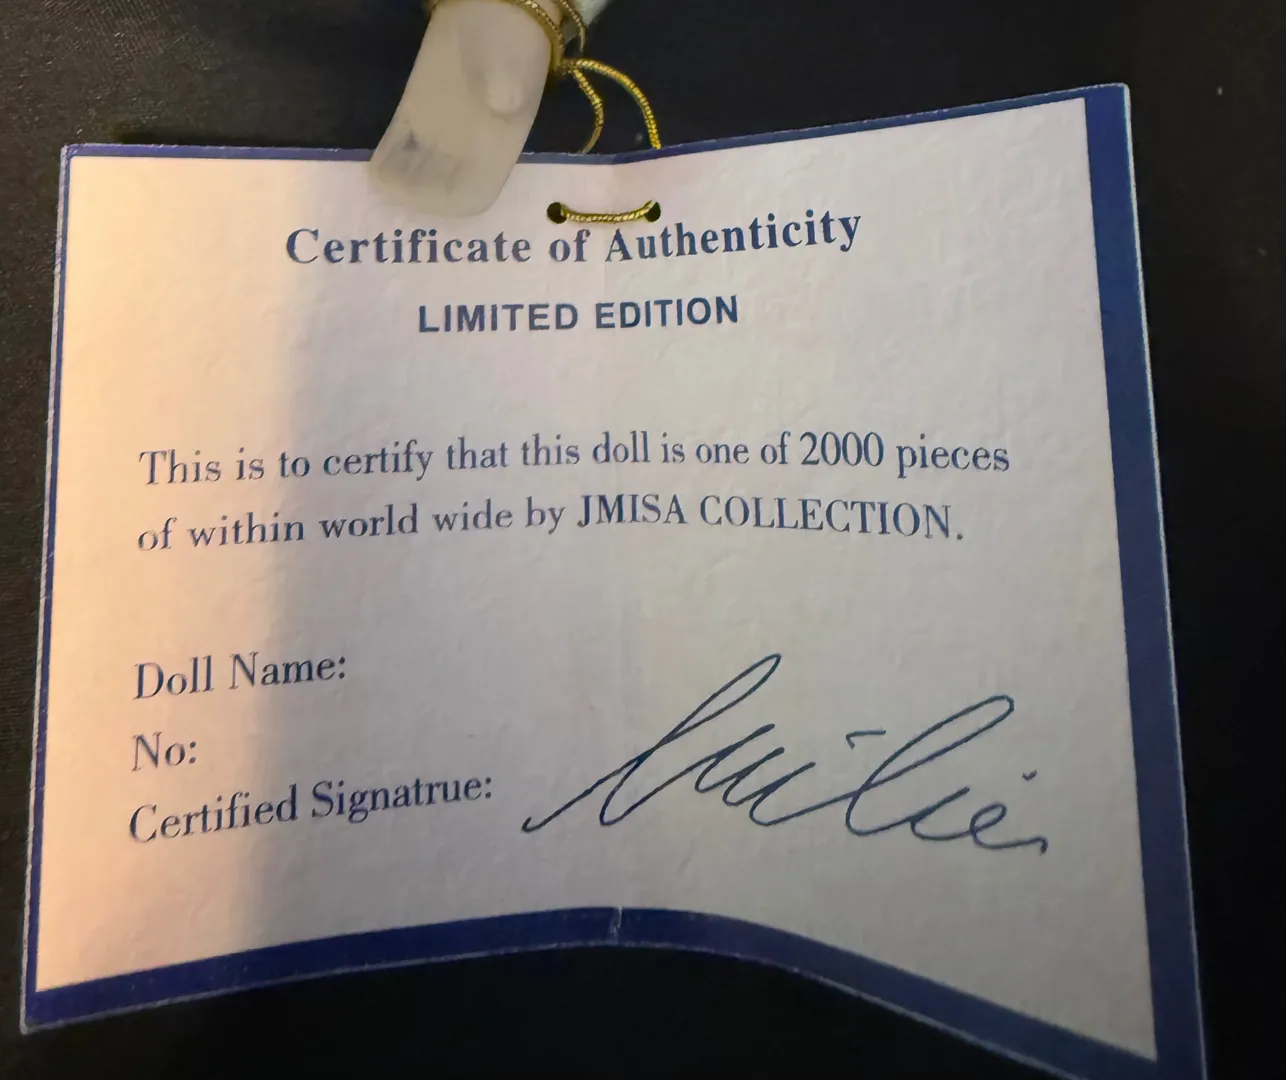 Certificate of Authenticity
LIMITED EDITION
This is to certify that this doll is one of 2000 pieces
of within world wide by JMISA COLLECTION.
Doll Name:
No:
Certified Signatrue: